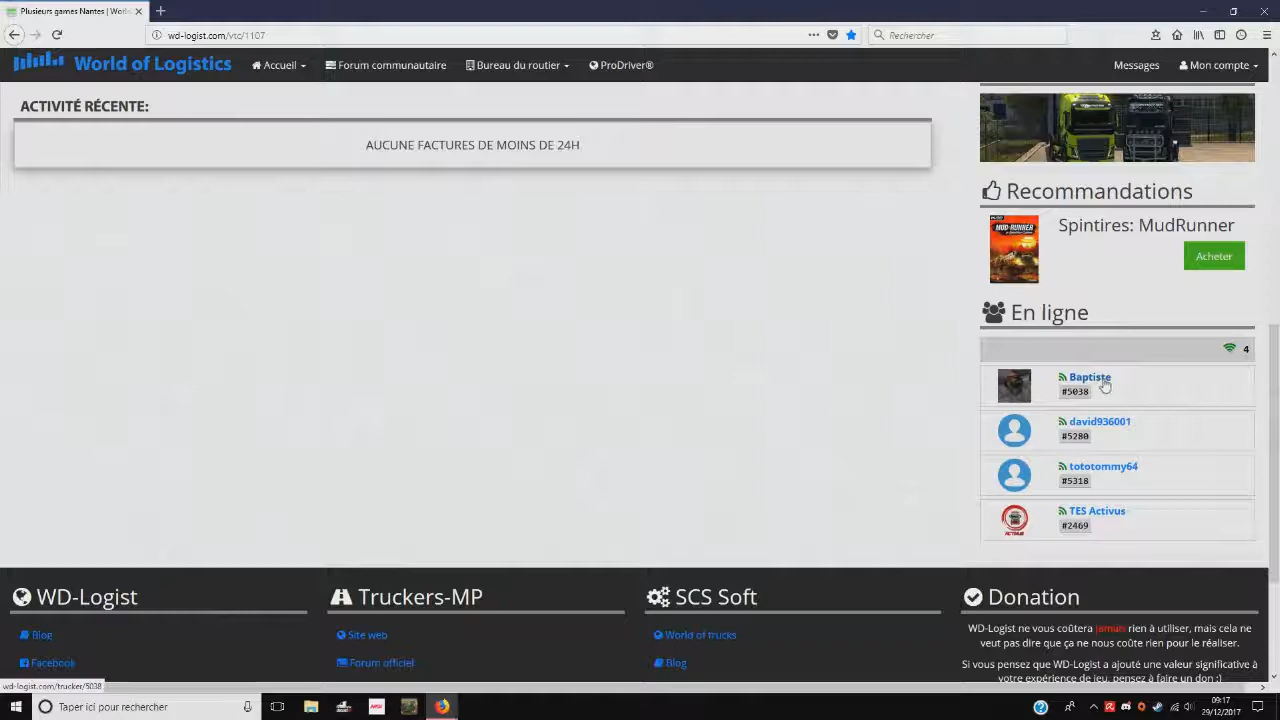 Plusieurs games Nantes | World
wd-logist.com/vtc/1107
Rechercher
World of Logistics
Accueil
Forum communautaire
Bureau du routier
ProDriver®
Messages
Mon compte
ACTIVITÉ RÉCENTE:
AUCUNE FACTURES DE MOINS DE 24H
Recommandations
Spintires: MudRunner
Acheter
En ligne
4
Baptiste
#5038
david936001
#5280
tototommy64
#5318
TES Activus
#2469
WD-Logist
Blog
Facebook
Truckers-MP
Site web
Forum officiel
SCS Soft
World of trucks
Blog
Donation
WD-Logist ne vous coûtera jamais rien à utiliser, mais cela ne
veut pas dire que ça ne nous coûte rien pour le réaliser.
Si vous pensez que WD-Logist a ajouté une valeur significative à
votre expérience de jeu, pensez à faire un don :)
wd-logist.com/trucker/5038
Taper ici pour rechercher
09:17
29/12/2017